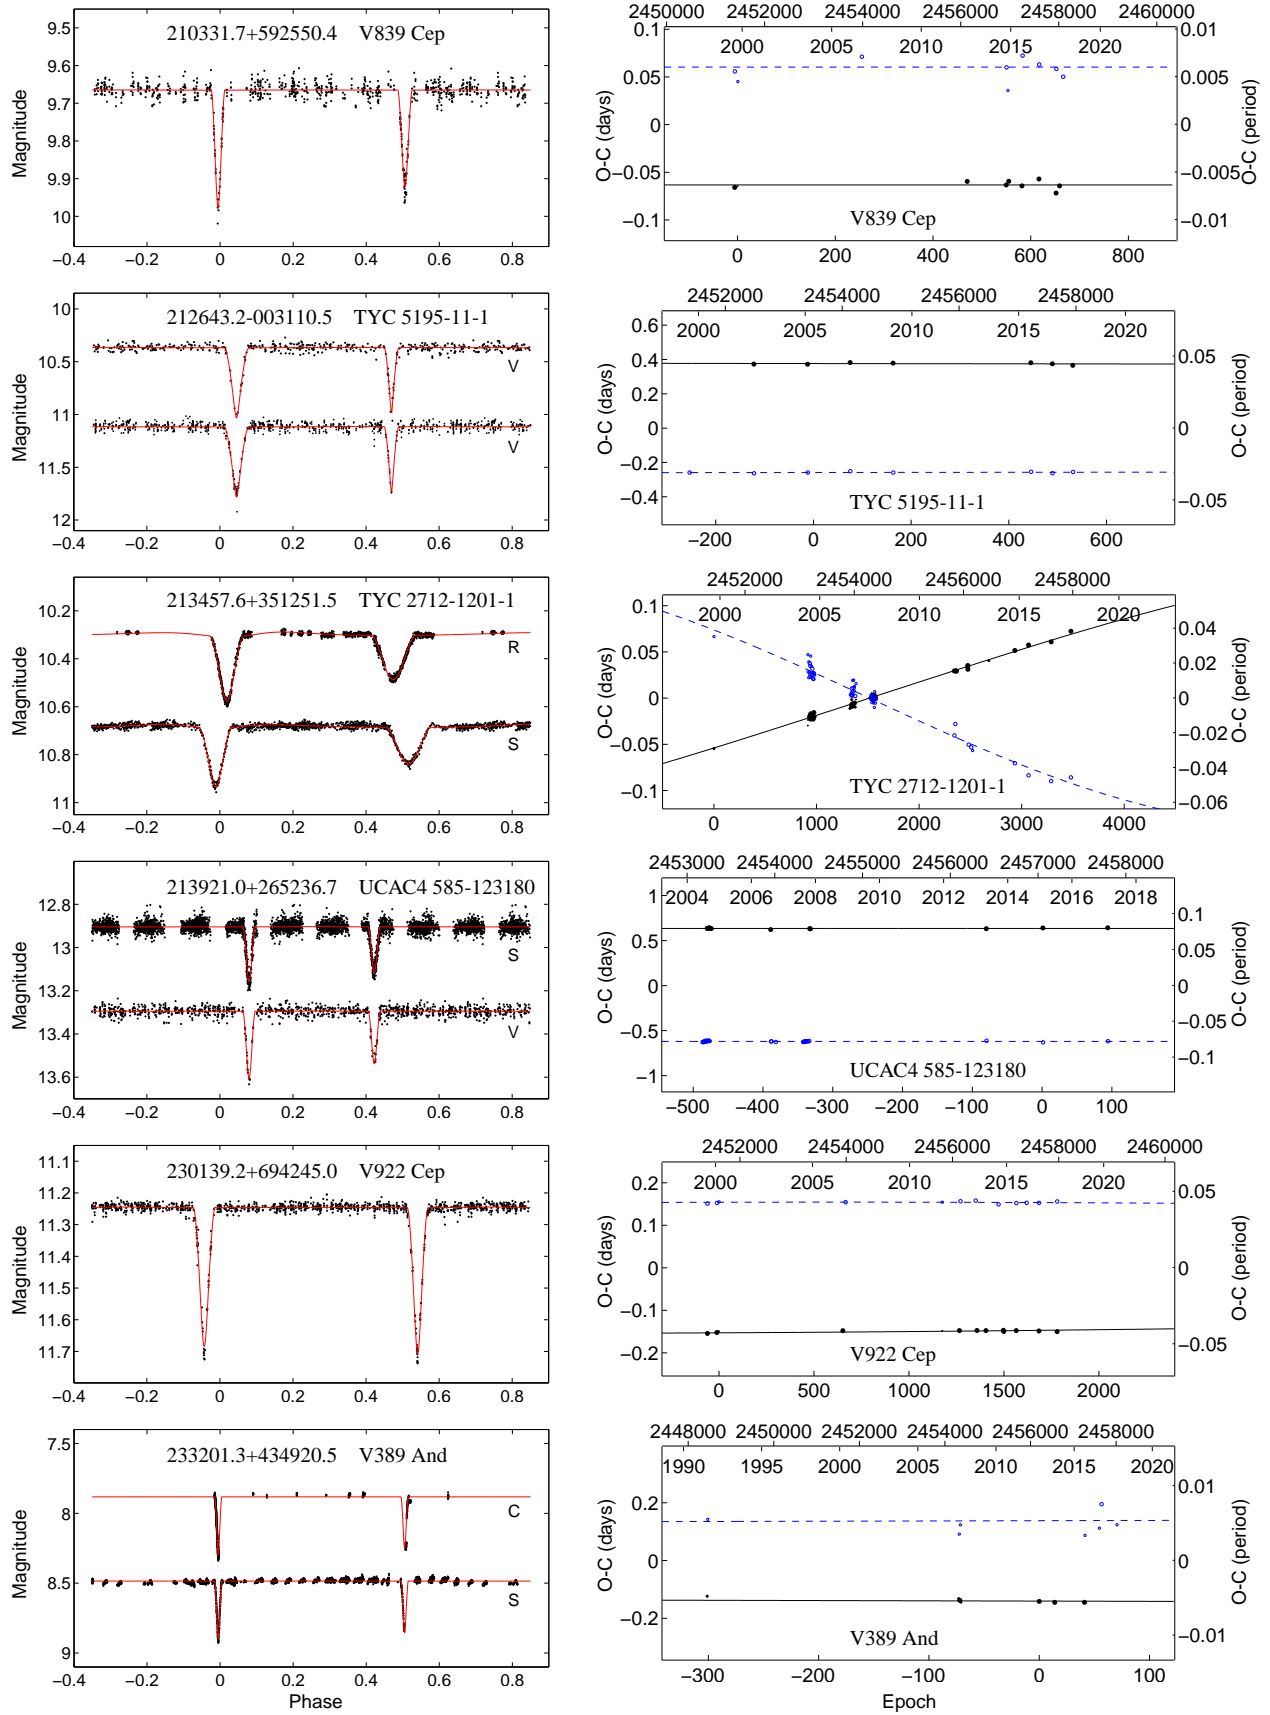 210331.7+592550.4 V839 Cep
9.5
9.6
9.7
9.8
9.9
10
Magnitude
−0.4 −0.2 0 0.2 0.4 0.6 0.8
2450000 2452000 2454000 2456000 2458000 2460000
2000 2005 2010 2015 2020
0.1
0.05
0
−0.05
−0.1
O-C (days)
0.01
0.005
0
−0.005
−0.01
O-C (period)
V839 Cep
0 200 400 600 800
212643.2-003110.5 TYC 5195-11-1
10
10.5
11
11.5
12
Magnitude
V
V
−0.4 −0.2 0 0.2 0.4 0.6 0.8
2452000 2454000 2456000 2458000
2000 2005 2010 2015 2020
0.6
0.4
0.2
0
−0.2
−0.4
O-C (days)
0.05
0
−0.05
O-C (period)
TYC 5195-11-1
−200 0 200 400 600
213457.6+351251.5 TYC 2712-1201-1
10.2
10.4
10.6
10.8
11
Magnitude
R
S
−0.4 −0.2 0 0.2 0.4 0.6 0.8
2452000 2454000 2456000 2458000
2000 2005 2010 2015 2020
0.1
0.05
0
−0.05
−0.1
O-C (days)
0.04
0.02
0
−0.02
−0.04
−0.06
O-C (period)
TYC 2712-1201-1
0 1000 2000 3000 4000
213921.0+265236.7 UCAC4 585-123180
12.8
13
13.2
13.4
13.6
Magnitude
S
V
−0.4 −0.2 0 0.2 0.4 0.6 0.8
2453000 2454000 2455000 2456000 2457000 2458000
2004 2006 2008 2010 2012 2014 2016 2018
1
0.5
0
−0.5
−1
O-C (days)
0.1
0.05
0
−0.05
−0.1
O-C (period)
UCAC4 585-123180
−500 −400 −300 −200 −100 0 100
230139.2+694245.0 V922 Cep
11.1
11.2
11.3
11.4
11.5
11.6
11.7
Magnitude
−0.4 −0.2 0 0.2 0.4 0.6 0.8
2452000 2454000 2456000 2458000 2460000
2000 2005 2010 2015 2020
0.2
0.1
0
−0.1
−0.2
O-C (days)
0.05
0
−0.05
O-C (period)
V922 Cep
0 500 1000 1500 2000
233201.3+434920.5 V389 And
7.5
8
8.5
9
Magnitude
C
S
−0.4 −0.2 0 0.2 0.4 0.6 0.8
Phase
2448000 2450000 2452000 2454000 2456000 2458000
1990 1995 2000 2005 2010 2015 2020
0.2
0
−0.2
O-C (days)
0.01
0
−0.01
O-C (period)
V389 And
−300 −200 −100 0 100
Epoch